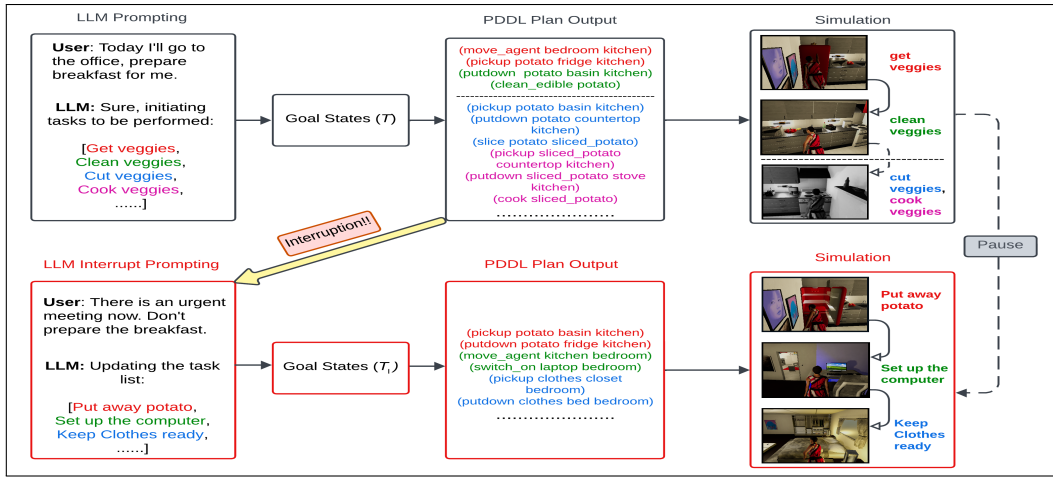 LLM Prompting
PDDL Plan Output
Simulation
User: Today I'll go to
the office, prepare
breakfast for me.
LLM: Sure, initiating
tasks to be performed:
[Get veggies,
Clean veggies,
Cut veggies,
Cook veggies,
......]
Goal States (T)
(move_agent bedroom kitchen)
(pickup potato fridge kitchen)
(putdown potato basin kitchen)
(clean_edible potato)
(pickup potato basin kitchen)
(putdown potato countertop
kitchen)
(slice potato sliced_potato)
(pickup sliced_potato
countertop kitchen)
(putdown sliced_potato stove
kitchen)
(cook sliced_potato)
......................
get
veggies
clean
veggies
cut
veggies,
cook
veggies
Interruption!!
Pause
LLM Interrupt Prompting
PDDL Plan Output
Simulation
User: There is an urgent
meeting now. Don't
prepare the breakfast.
LLM: Updating the task
list:
[Put away potato,
Set up the computer,
Keep Clothes ready,
......]
Goal States (T₁)
(pickup potato basin kitchen)
(putdown potato fridge kitchen)
(move_agent kitchen bedroom)
(switch_on laptop bedroom)
(pickup clothes closet
bedroom)
(putdown clothes bed bedroom)
......................
Put away
potato
Set up the
computer
Keep
Clothes
ready